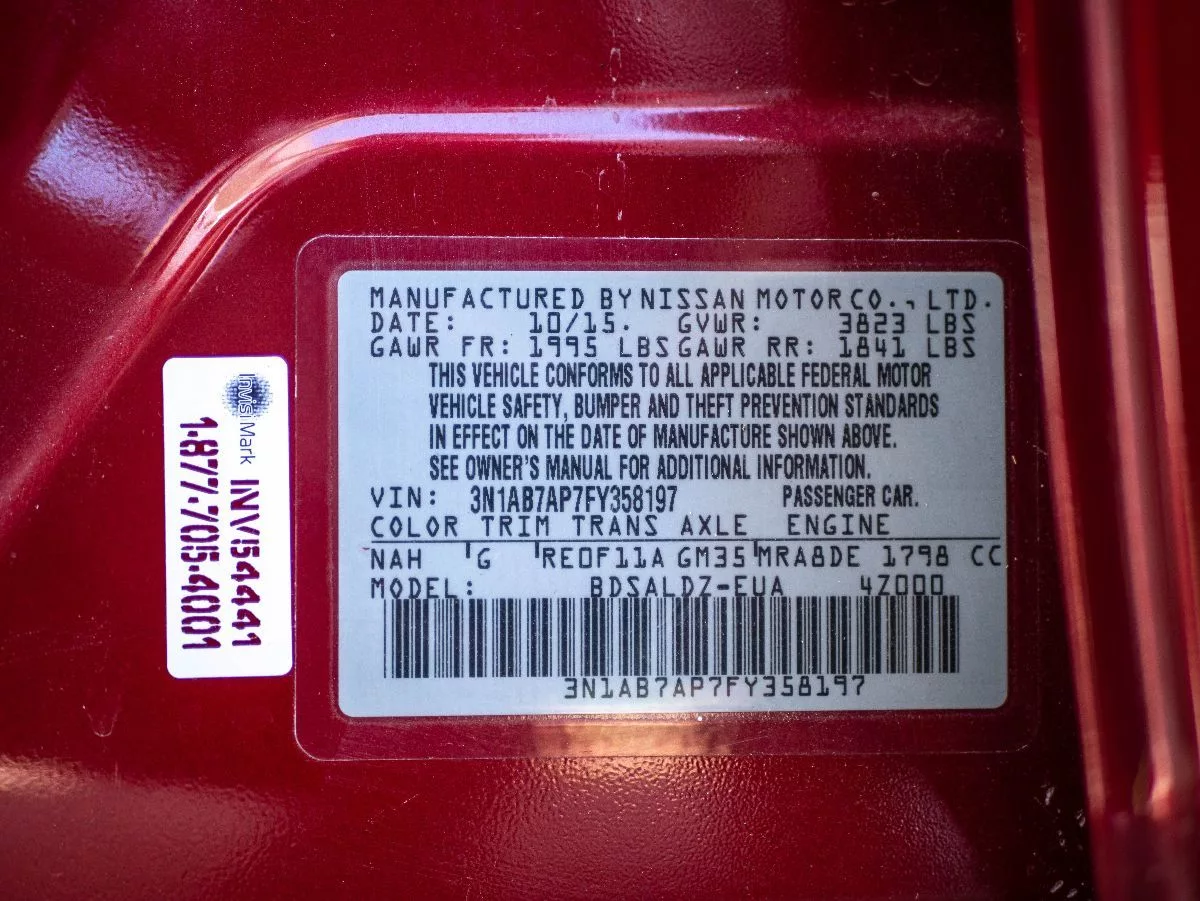 MANUFACTURED BY NISSAN MOTOR CO., LTD.
DATE: 10/15. GVWR: 3823 LBS
GAWR FR: 1995 LBS GAWR RR: 1841 LBS
THIS VEHICLE CONFORMS TO ALL APPLICABLE FEDERAL MOTOR
VEHICLE SAFETY, BUMPER AND THEFT PREVENTION STANDARDS
IN EFFECT ON THE DATE OF MANUFACTURE SHOWN ABOVE.
SEE OWNER'S MANUAL FOR ADDITIONAL INFORMATION.
VIN: 3N1AB7AP7FY358197 PASSENGER CAR.
COLOR TRIM TRANS AXLE ENGINE
NAH G RE0F11A GM35 MRA8DE 1798 CC
MODEL: BDSALDZ-EUA 4Z000
3N1AB7AP7FY358197
InvisiMark
INV544441
1.877.705.4001